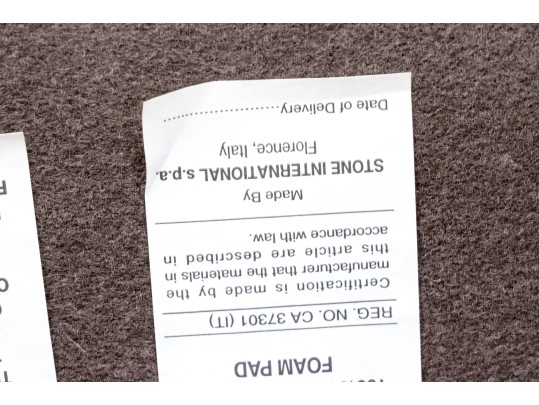 FOAM PAD
REG. NO. CA 37301 (IT)
Certification is made by the
manufacturer that the materials in
this article are described in
accordance with law.
Made By
STONE INTERNATIONAL s.p.a.
Florence, Italy
Date of Delivery........................